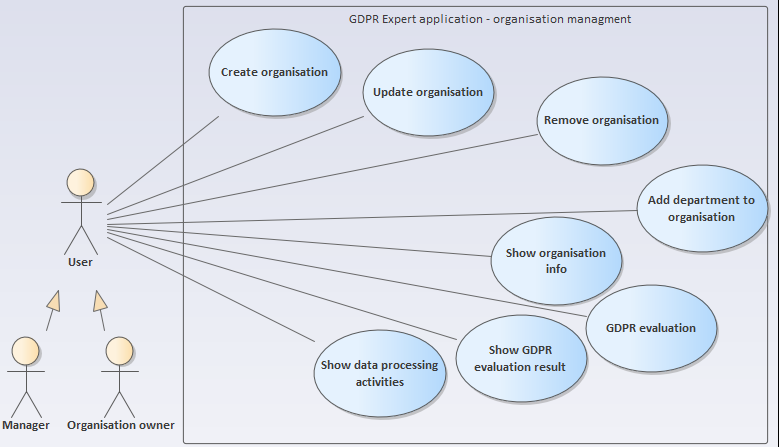 GDPR Expert application - organisation managment
Create organisation
Update organisation
Remove organisation
Add department to
organisation
Show organisation
info
User
GDPR evaluation
Show GDPR
evaluation result
Show data processing
activities
Manager
Organisation owner